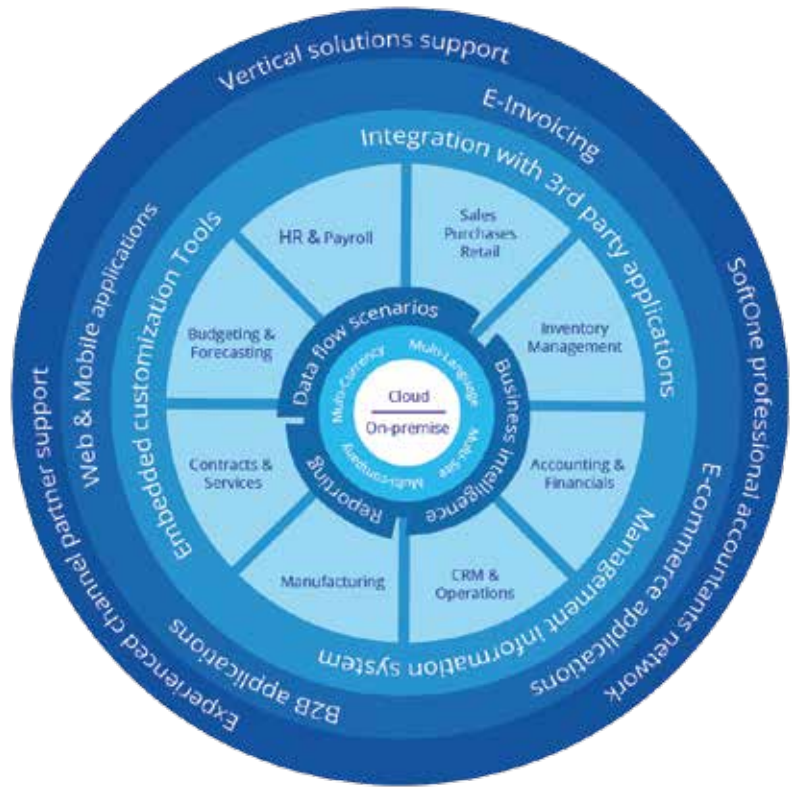 Vertical solutions support
E-Invoicing
Integration with 3rd party applications
Web & Mobile applications
Embedded customization Tools
SoftOne professional accountants network
Experienced channel partner support
E-commerce applications
B2B applications
Management information system
HR & Payroll
Sales
Purchases
Retail
Budgeting &
Forecasting
Inventory
Management
Contracts &
Services
Accounting &
Financials
Manufacturing
CRM &
Operations
Data flow scenarios
Business intelligence
Reporting
Multi-Currency
Multi-Language
Multi-Site
Multi-company
Cloud
On-premise